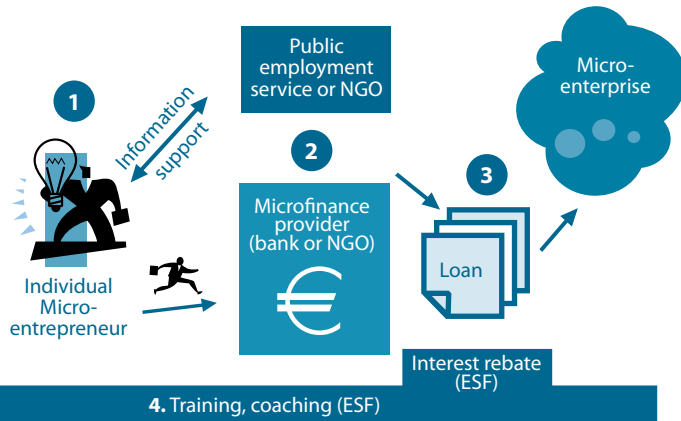 1
Individual
Micro-
entrepreneur
Information
support
Public
employment
service or NGO
2
Microfinance
provider
(bank or NGO)
€
3
Loan
Micro-
enterprise
Interest rebate
(ESF)
4. Training, coaching (ESF)